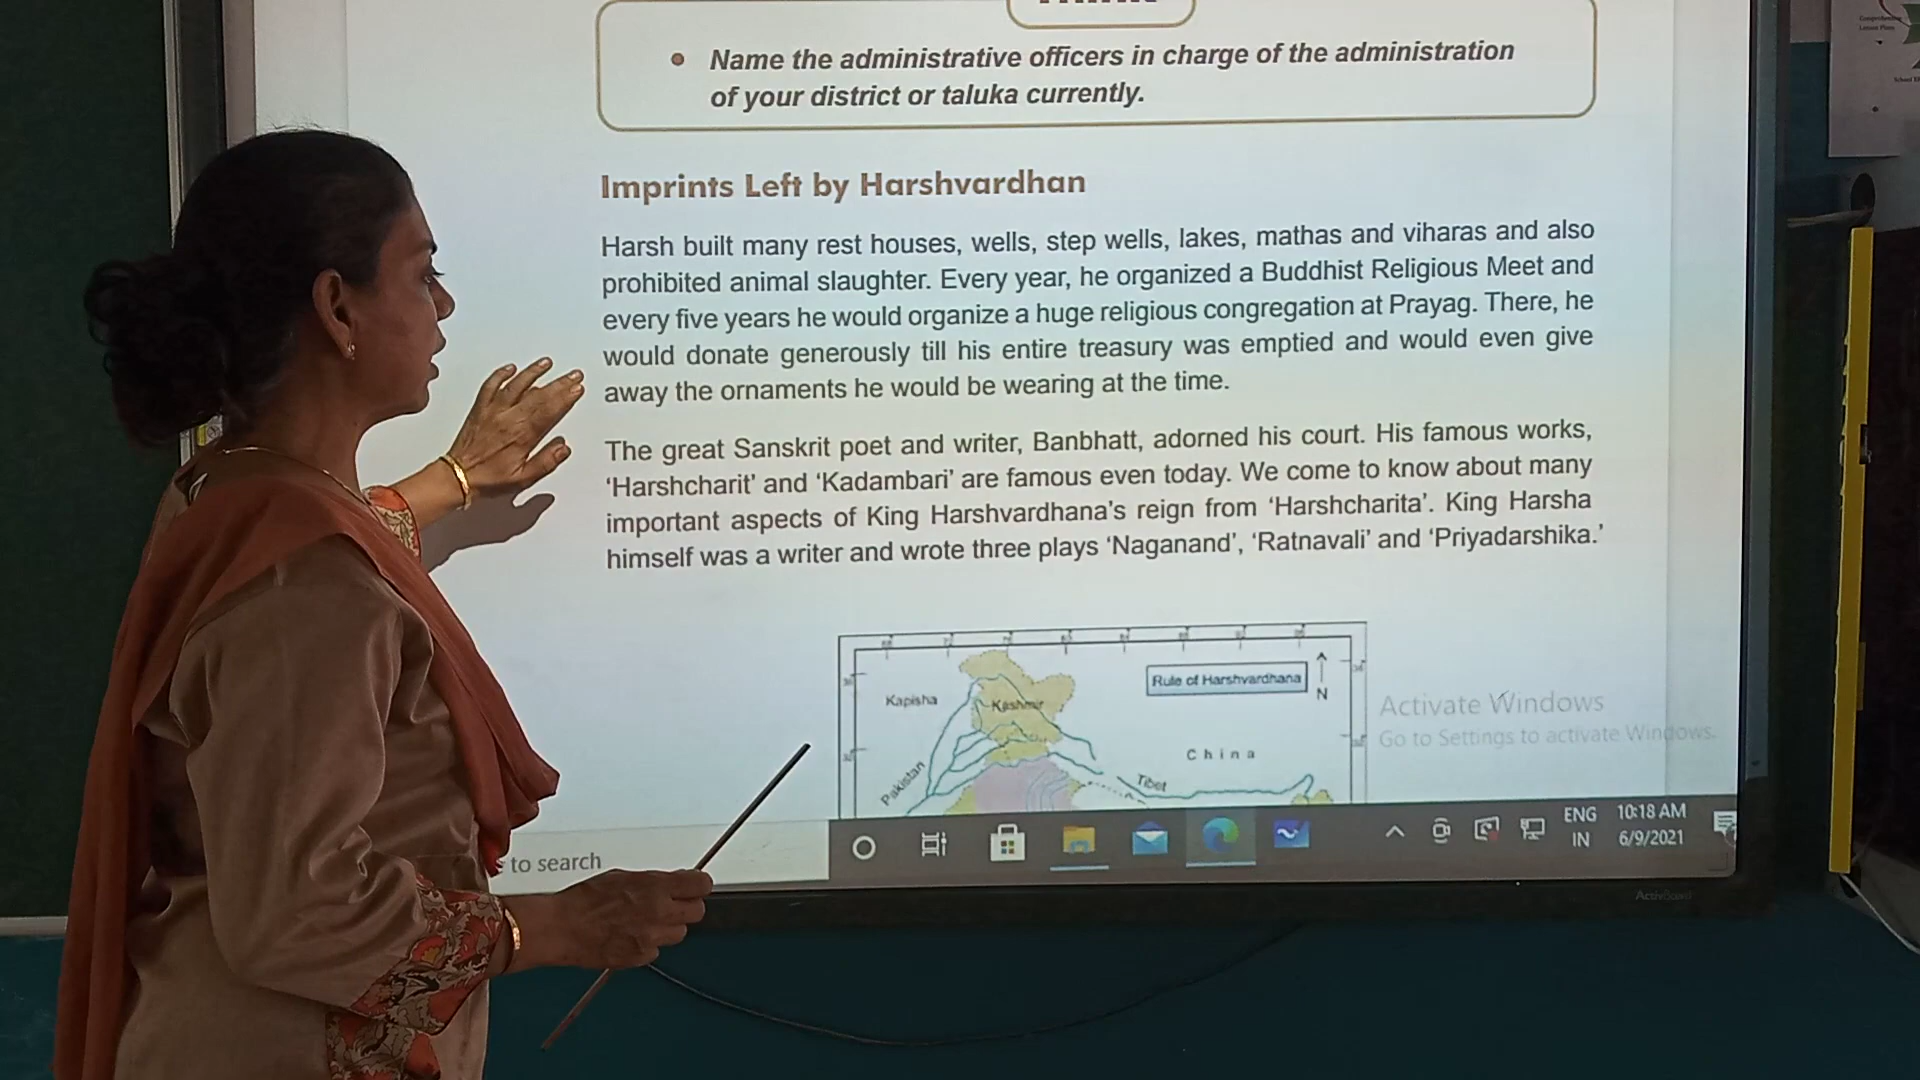 Name the administrative officers in charge of the administration
of your district or taluka currently.
Imprints Left by Harshvardhan
Harsh built many rest houses, wells, step wells, lakes, mathas and viharas and also
prohibited animal slaughter. Every year, he organized a Buddhist Religious Meet and
every five years he would organize a huge religious congregation at Prayag. There, he
would donate generously till his entire treasury was emptied and would even give
away the ornaments he would be wearing at the time.
The great Sanskrit poet and writer, Banbhatt, adorned his court. His famous works,
‘Harshcharit’ and ‘Kadambari’ are famous even today. We come to know about many
important aspects of King Harshvardhana’s reign from ‘Harshcharita’. King Harsha
himself was a writer and wrote three plays ‘Naganand’, ‘Ratnavali’ and ‘Priyadarshika.’
Rule of Harshvardhana
N
Kapisha
Kashmir
China
Pakistan
Tibet
Activate Windows
Go to Settings to activate Windows.
to search
ENG
IN
10:18 AM
6/9/2021